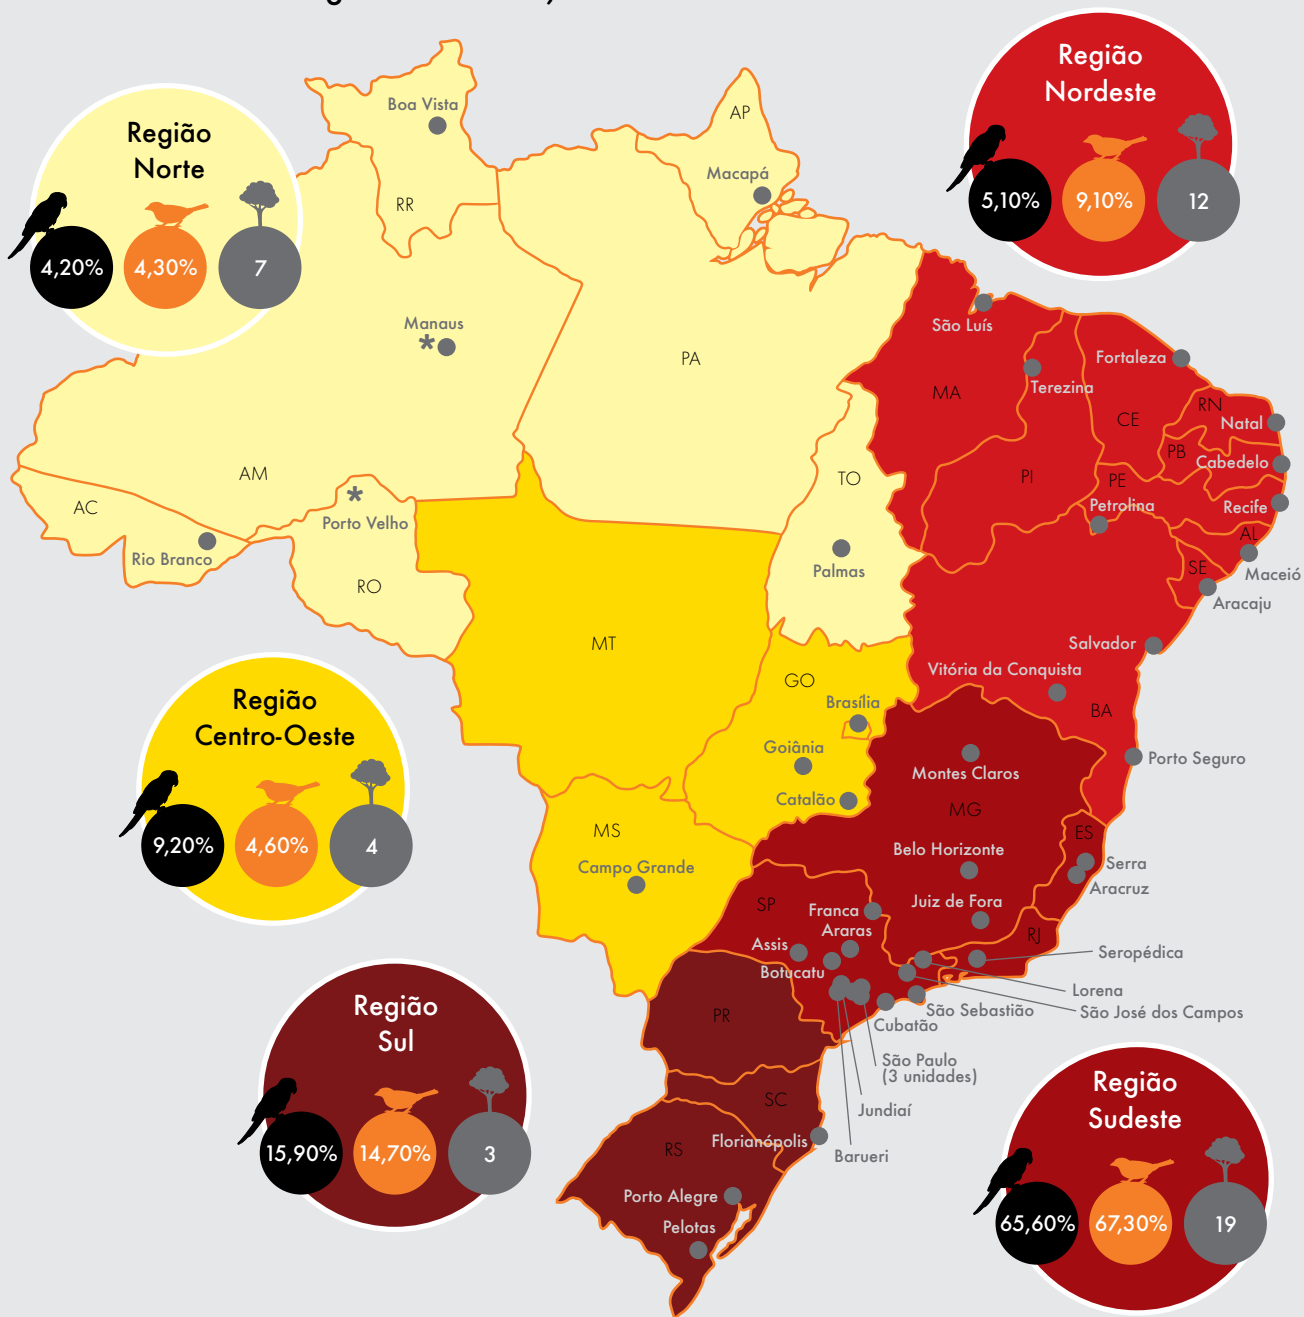 Região
Norte
4,20%
4,30%
7
Região
Nordeste
5,10%
9,10%
12
Boa Vista
RR
AP
Macapá
Manaus
*
AM
PA
AC
Rio Branco
*
Porto Velho
RO
TO
Palmas
São Luís
MA
Terezina
PI
Fortaleza
CE
RN
Natal
PB
Cabedelo
PE
Petrolina
Recife
AL
Maceió
SE
Aracaju
Salvador
Vitória da Conquista
BA
Porto Seguro
MT
GO
Brasília
Goiânia
Catalão
MS
Campo Grande
Região
Centro-Oeste
9,20%
4,60%
4
Montes Claros
MG
Belo Horizonte
Juiz de Fora
ES
Serra
Aracruz
RJ
Seropédica
SP
Franca
Araras
Assis
Botucatu
Lorena
São José dos Campos
São Sebastião
Cubatão
São Paulo
(3 unidades)
Jundiaí
Barueri
PR
SC
Florianópolis
RS
Porto Alegre
Pelotas
Região
Sul
15,90%
14,70%
3
Região
Sudeste
65,60%
67,30%
19